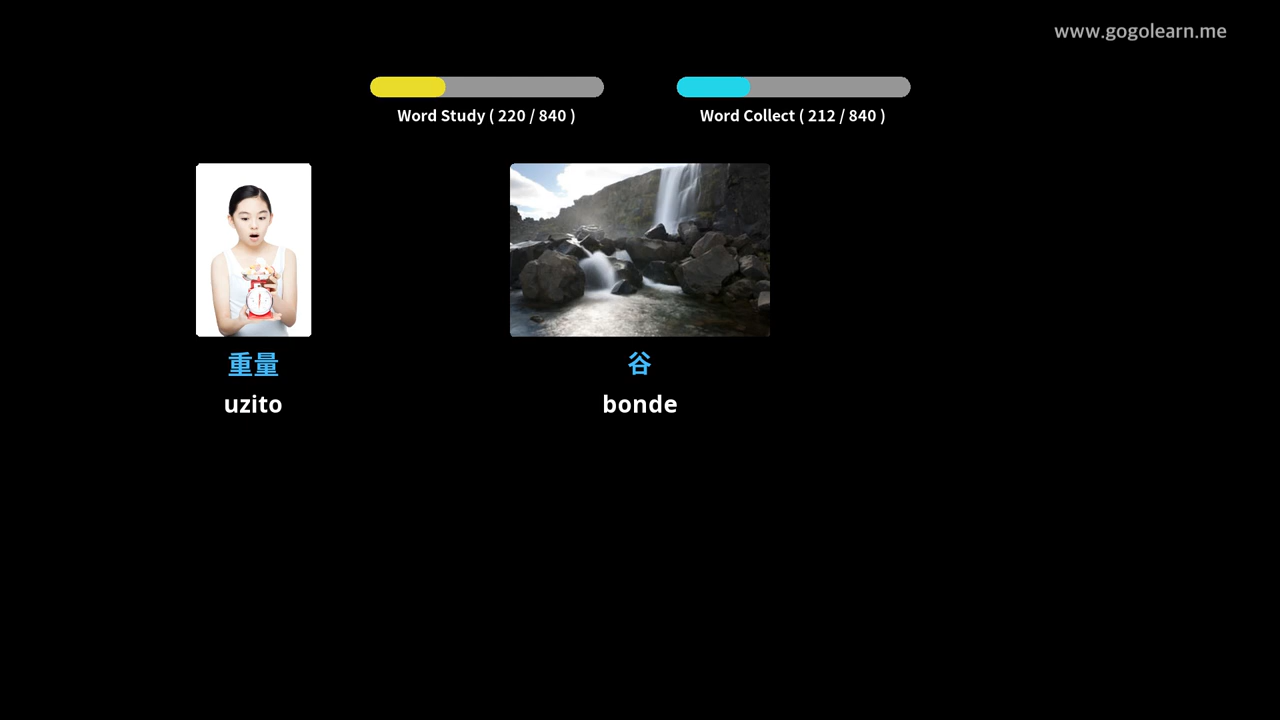 www.gogolearn.me
Word Study ( 220 / 840 )
Word Collect ( 212 / 840 )
重量
uzito
谷
bonde